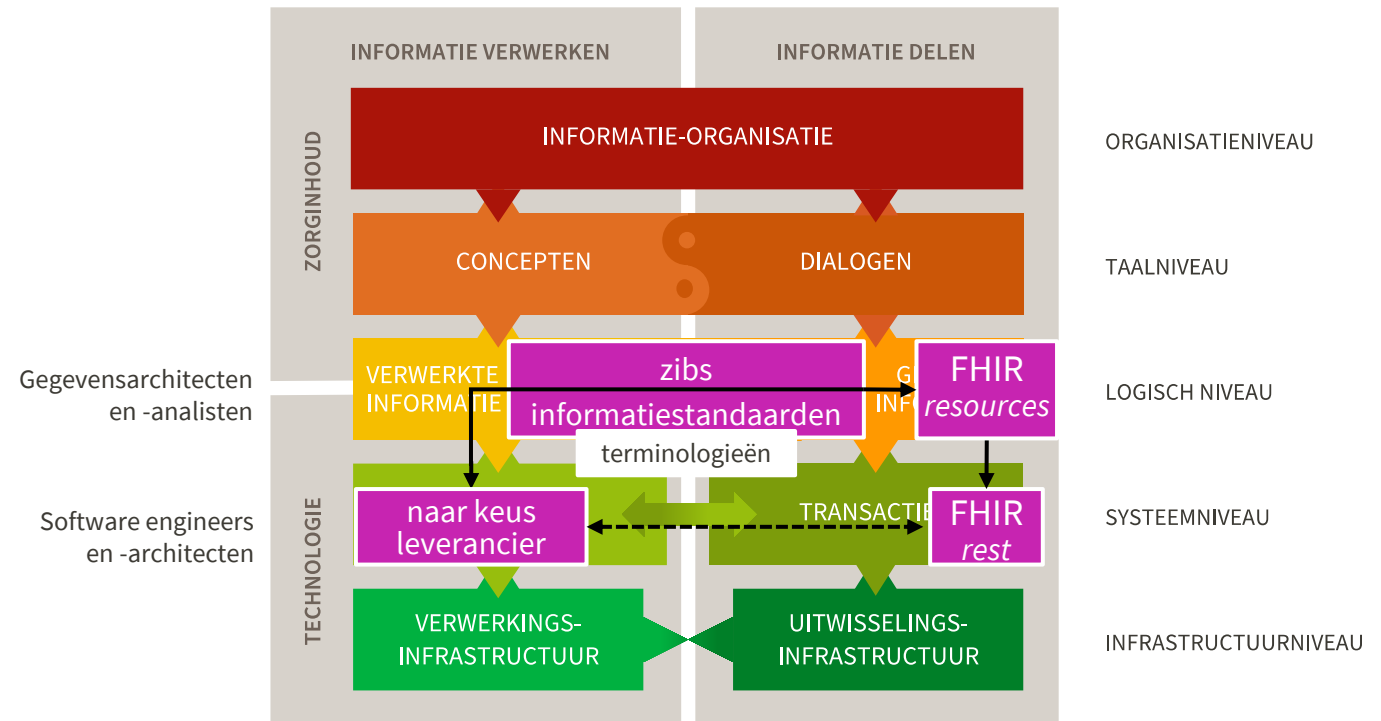 INFORMATIE VERWERKEN
INFORMATIE DELEN
ZORGINHOUD
INFORMATIE-ORGANISATIE
ORGANISATIENIVEAU
CONCEPTEN
DIALOGEN
TAALNIVEAU
Gegevensarchitecten
en -analisten
VERWERKTE
INFORMATIE
zibs
informatiestandaarden
terminologieën
FHIR
resources
LOGISCH NIVEAU
TECHNOLOGIE
Software engineers
en -architecten
naar keus
leverancier
FHIR
rest
SYSTEEMNIVEAU
VERWERKINGS-
INFRASTRUCTUUR
UITWISSELINGS-
INFRASTRUCTUUR
INFRASTRUCTUURNIVEAU